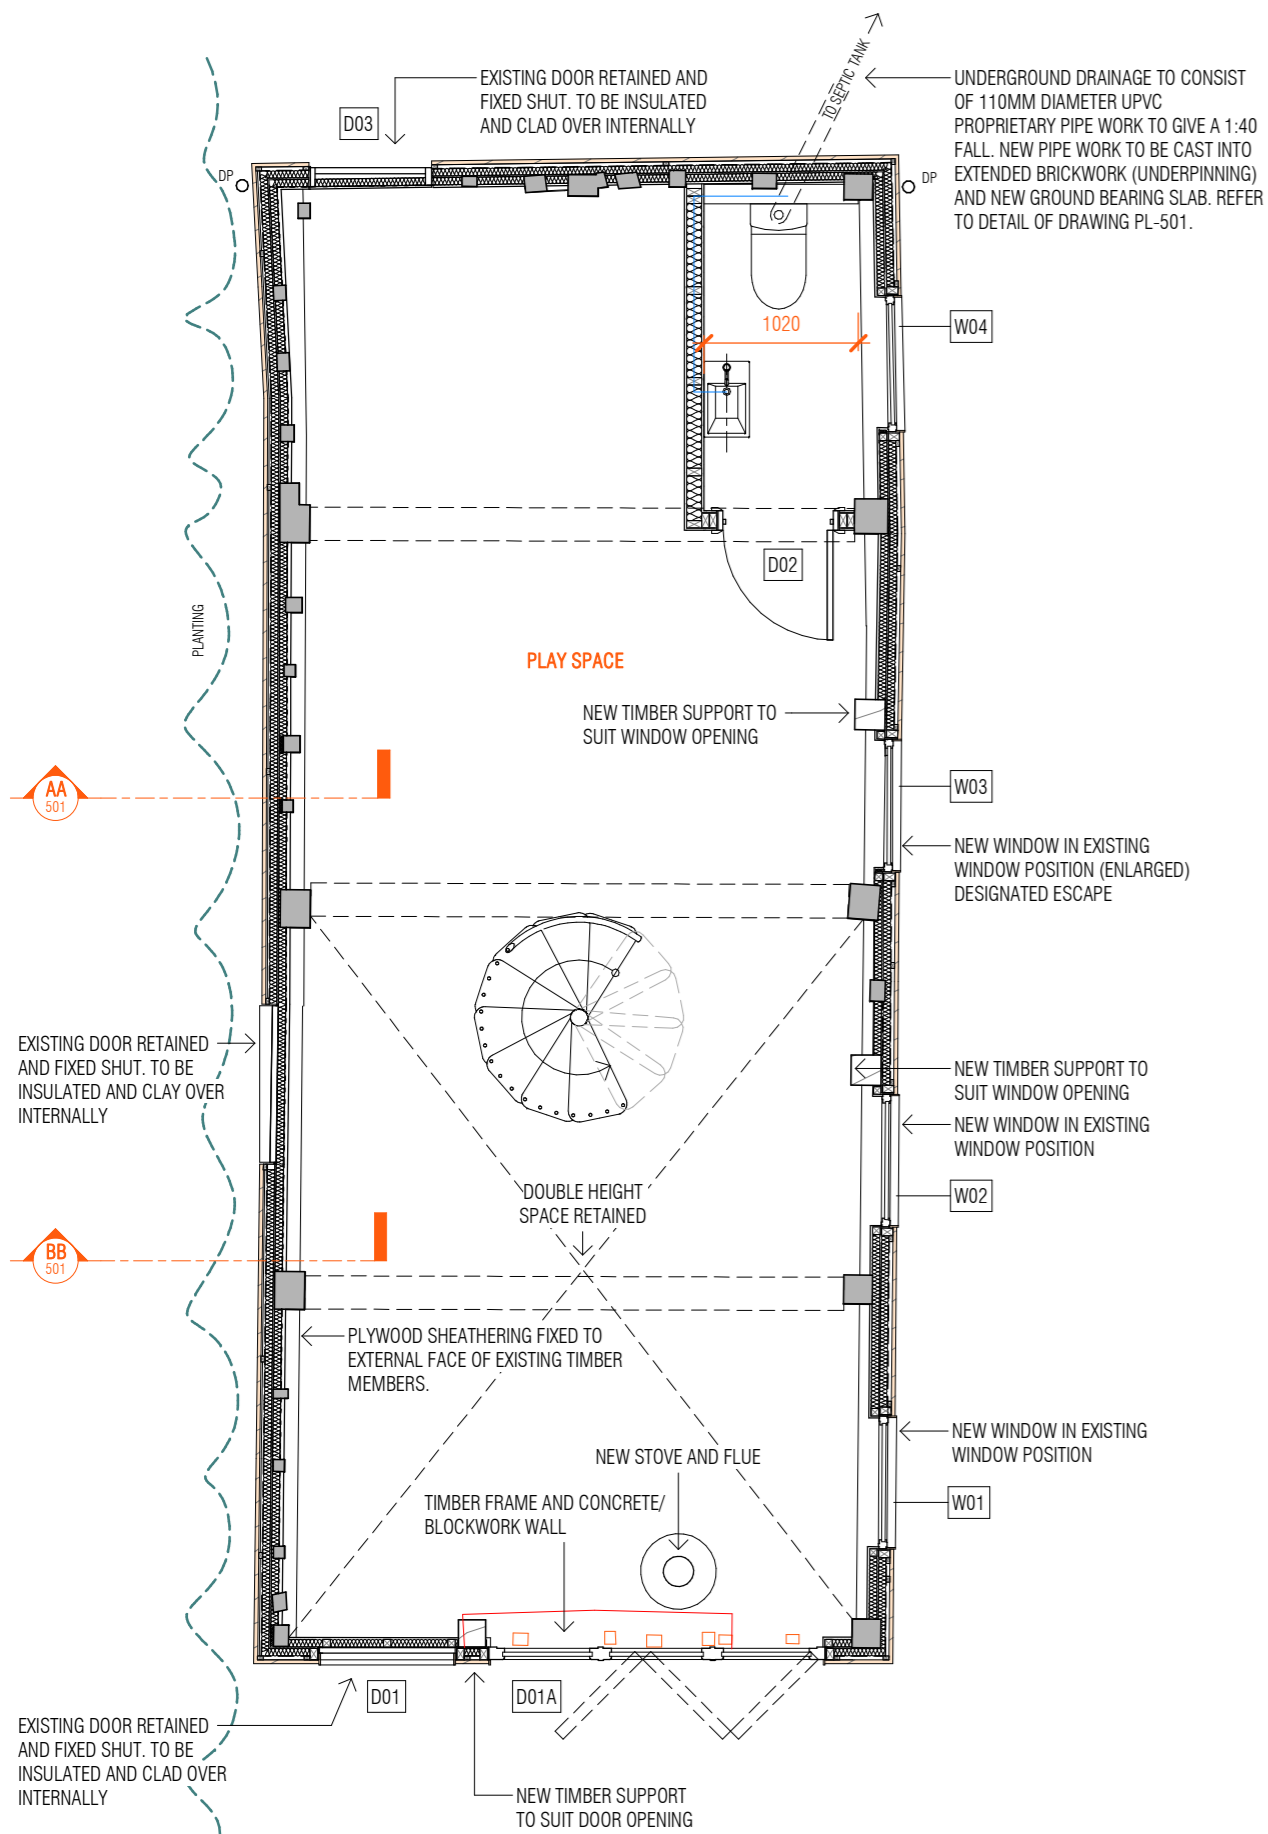 EXISTING DOOR RETAINED AND
FIXED SHUT. TO BE INSULATED
AND CLAD OVER INTERNALLY
D03
TO SEPTIC TANK
UNDERGROUND DRAINAGE TO CONSIST
OF 110MM DIAMETER UPVC
PROPRIETARY PIPE WORK TO GIVE A 1:40
FALL. NEW PIPE WORK TO BE CAST INTO
EXTENDED BRICKWORK (UNDERPINNING)
AND NEW GROUND BEARING SLAB. REFER
TO DETAIL OF DRAWING PL-501.
DP
DP
1020
W04
D02
PLANTING
PLAY SPACE
NEW TIMBER SUPPORT TO
SUIT WINDOW OPENING
AA
501
W03
NEW WINDOW IN EXISTING
WINDOW POSITION (ENLARGED)
DESIGNATED ESCAPE
EXISTING DOOR RETAINED
AND FIXED SHUT. TO BE
INSULATED AND CLAY OVER
INTERNALLY
NEW TIMBER SUPPORT TO
SUIT WINDOW OPENING
NEW WINDOW IN EXISTING
WINDOW POSITION
W02
DOUBLE HEIGHT
SPACE RETAINED
BB
501
PLYWOOD SHEATHERING FIXED TO
EXTERNAL FACE OF EXISTING TIMBER
MEMBERS.
NEW WINDOW IN EXISTING
WINDOW POSITION
NEW STOVE AND FLUE
W01
TIMBER FRAME AND CONCRETE/
BLOCKWORK WALL
D01
D01A
EXISTING DOOR RETAINED
AND FIXED SHUT. TO BE
INSULATED AND CLAD OVER
INTERNALLY
NEW TIMBER SUPPORT
TO SUIT DOOR OPENING